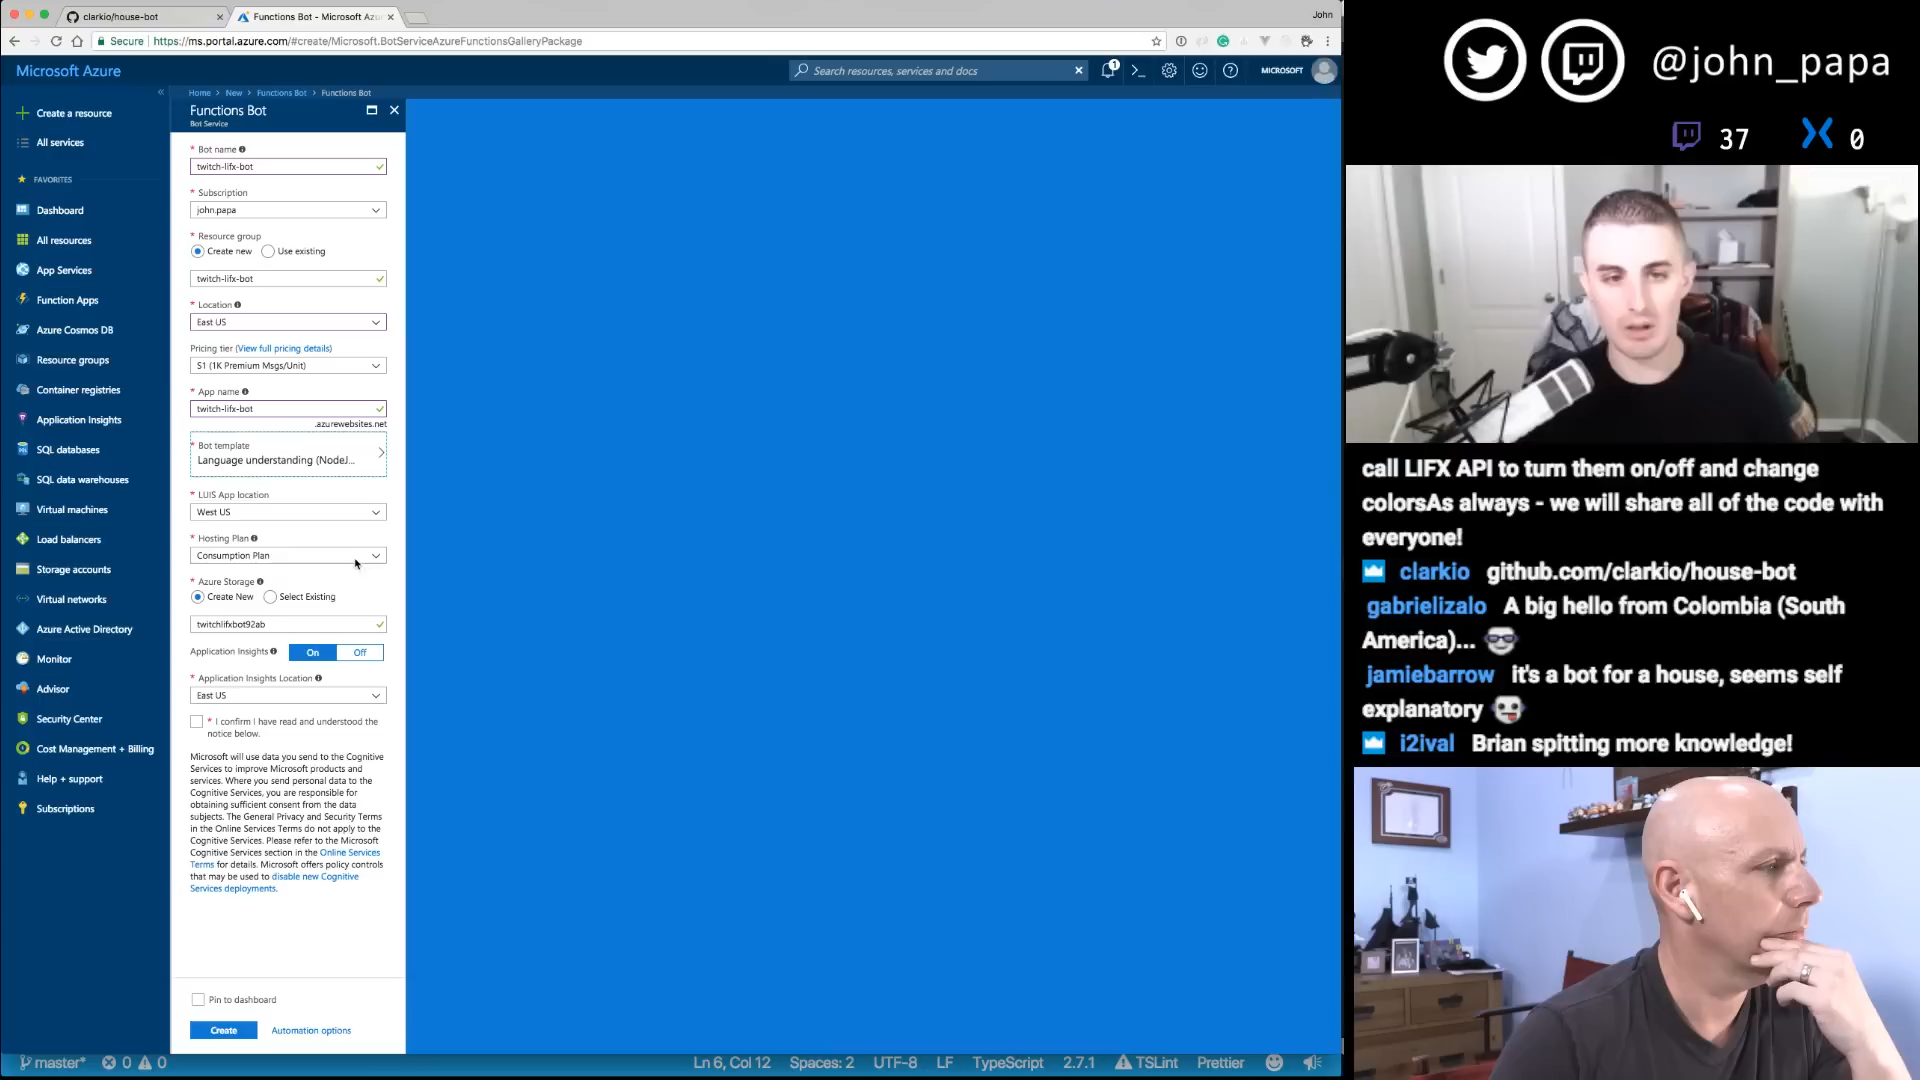 clarkio/house-bot
Functions Bot - Microsoft Azu
John
Secure
https://ms.portal.azure.com/#create/Microsoft.BotServiceAzureFunctionsGalleryPackage
Microsoft Azure
Search resources, services and docs
1
MICROSOFT
Home > New > Functions Bot > Functions Bot
Functions Bot
Bot Service
Create a resource
All services
FAVORITES
Dashboard
All resources
App Services
Function Apps
Azure Cosmos DB
Resource groups
Container registries
Application Insights
SQL databases
SQL data warehouses
Virtual machines
Load balancers
Storage accounts
Virtual networks
Azure Active Directory
Monitor
Advisor
Security Center
Cost Management + Billing
Help + support
Subscriptions
* Bot name
twitch-lifx-bot
* Subscription
john.papa
* Resource group
Create new Use existing
twitch-lifx-bot
* Location
East US
Pricing tier (View full pricing details)
S1 (1K Premium Msgs/Unit)
* App name
twitch-lifx-bot
.azurewebsites.net
* Bot template
Language understanding (NodeJ...
* LUIS App location
West US
* Hosting Plan
Consumption Plan
* Azure Storage
Create New Select Existing
twitchlifxbot92ab
Application Insights On Off
* Application Insights Location
East US
* I confirm I have read and understood the
notice below.
Microsoft will use data you send to the Cognitive
Services to improve Microsoft products and
services. Where you send personal data to the
Cognitive Services, you are responsible for
obtaining sufficient consent from the data
subjects. The General Privacy and Security Terms
in the Online Services Terms do not apply to the
Cognitive Services. Please refer to the Microsoft
Cognitive Services section in the Online Services
Terms for details. Microsoft offers policy controls
that may be used to disable new Cognitive
Services deployments.
Pin to dashboard
Create Automation options
master* 0 0 Ln 6, Col 12 Spaces: 2 UTF-8 LF TypeScript 2.7.1 TSLint Prettier
@john_papa
37 0
call LIFX API to turn them on/off and change
colorsAs always - we will share all of the code with
everyone!
clarkio github.com/clarkio/house-bot
gabrielizalo A big hello from Colombia (South
America)...
jamiebarrow it's a bot for a house, seems self
explanatory
i2ival Brian spitting more knowledge!